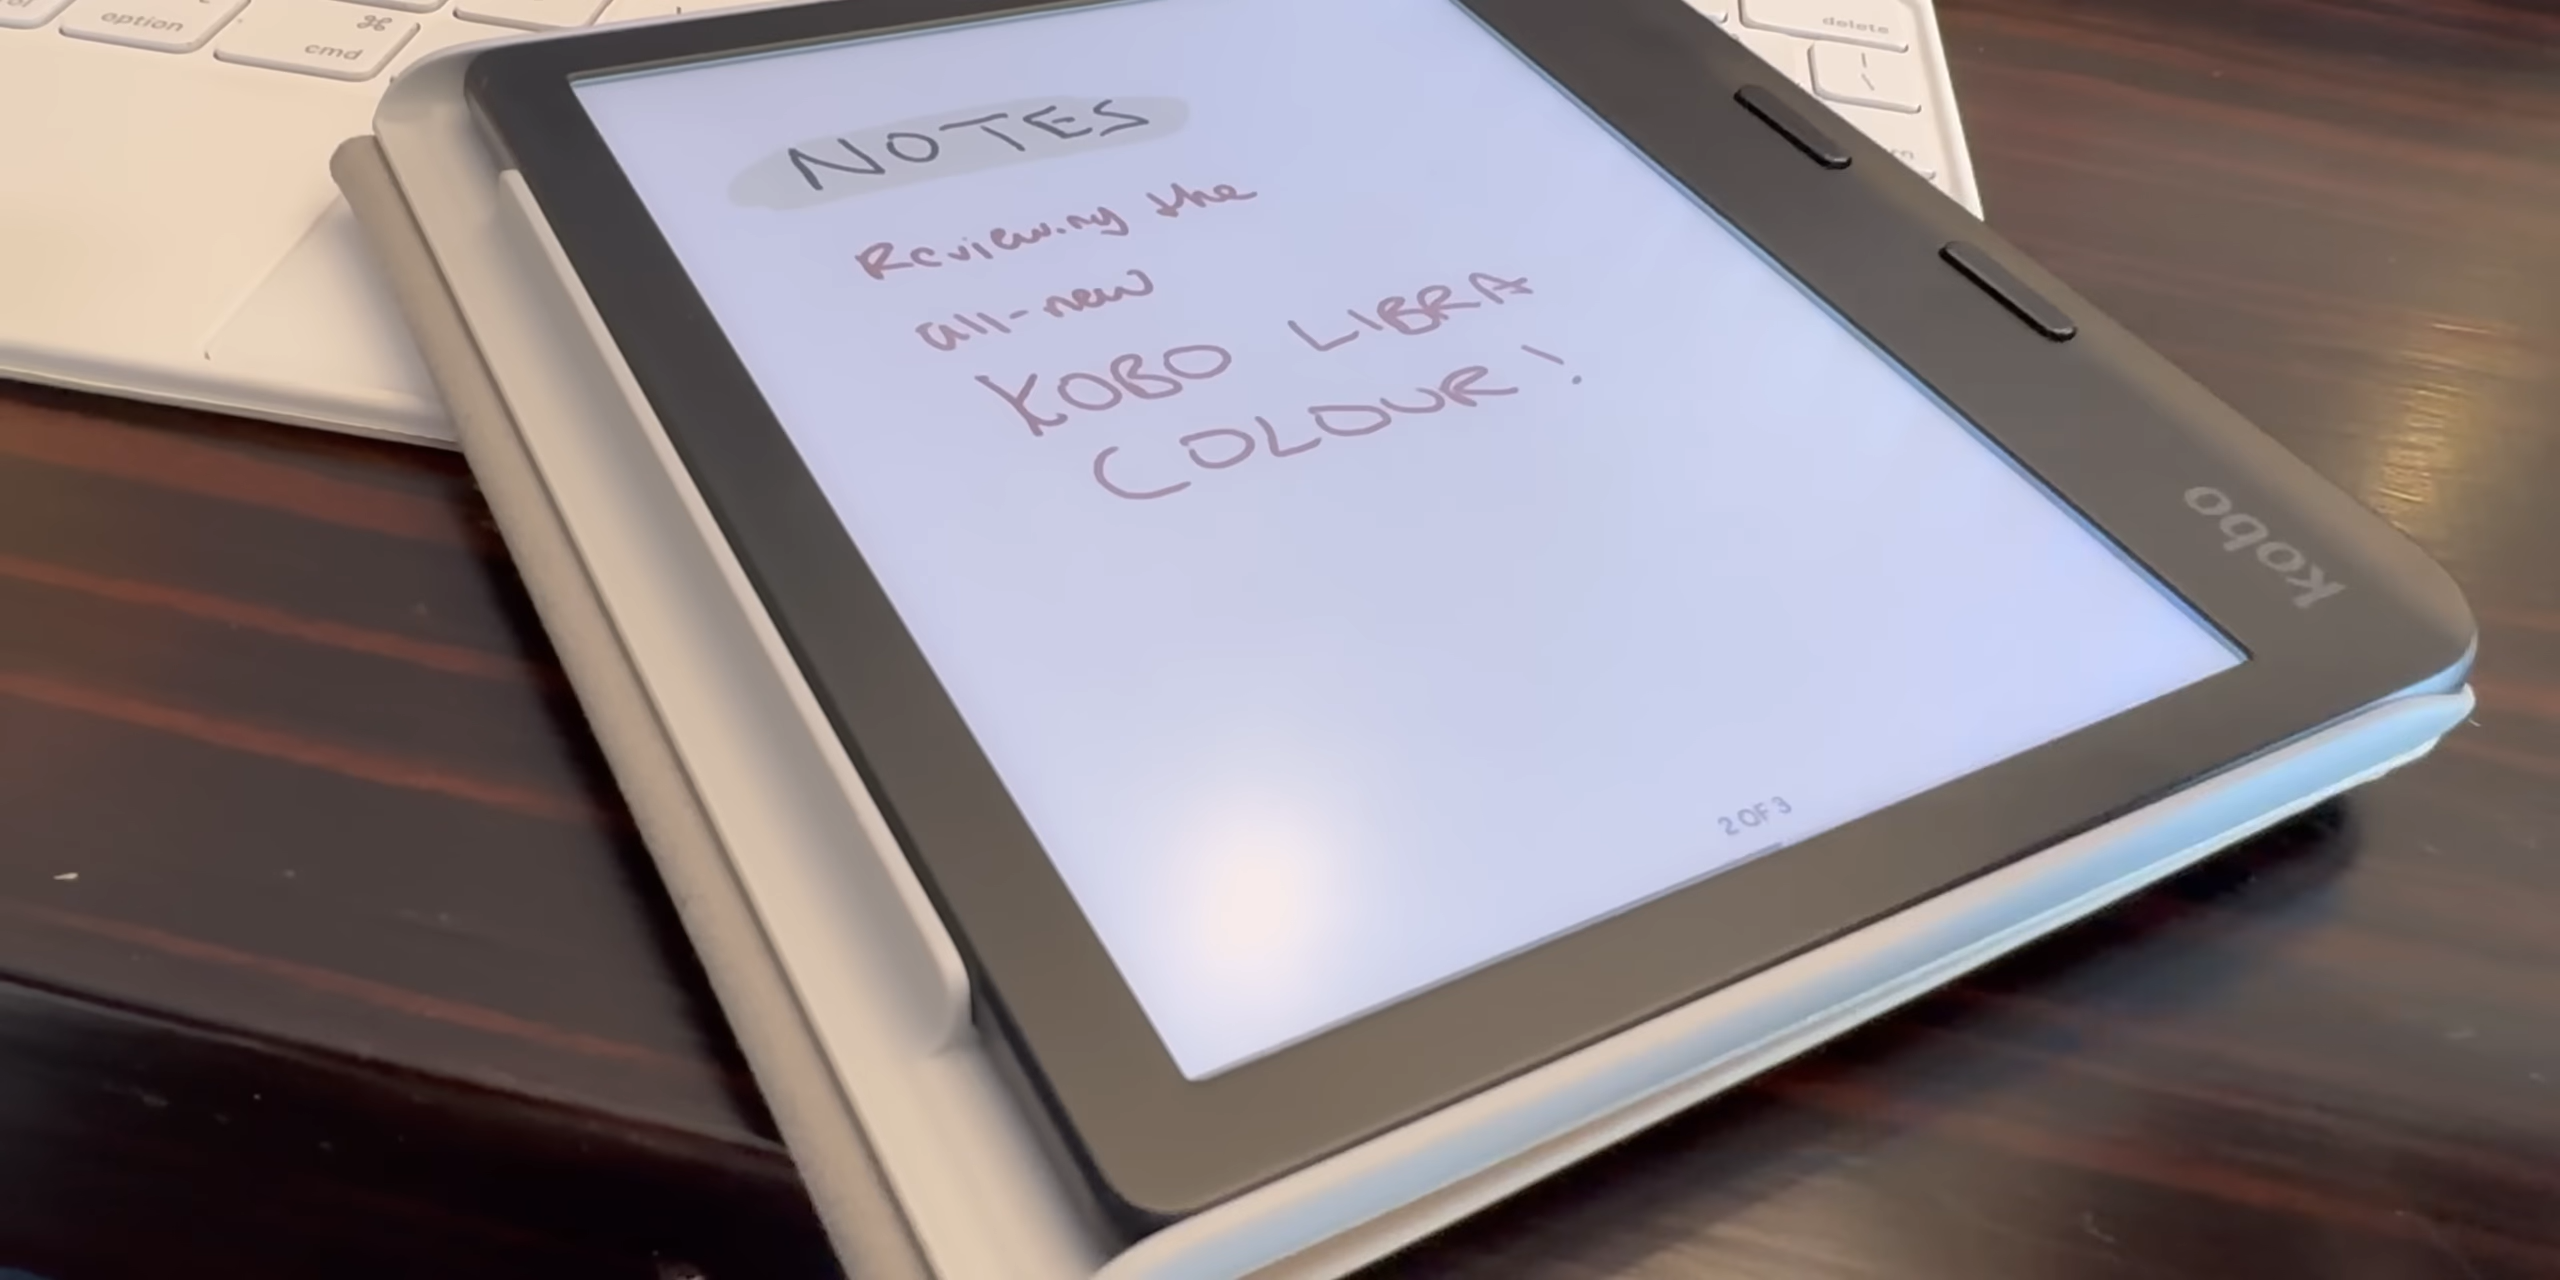 option
⌘
cmd
delete
NOTES
Reviewing the
all-new
KOBO LIBRA
COLOUR!
kobo
2 OF 3